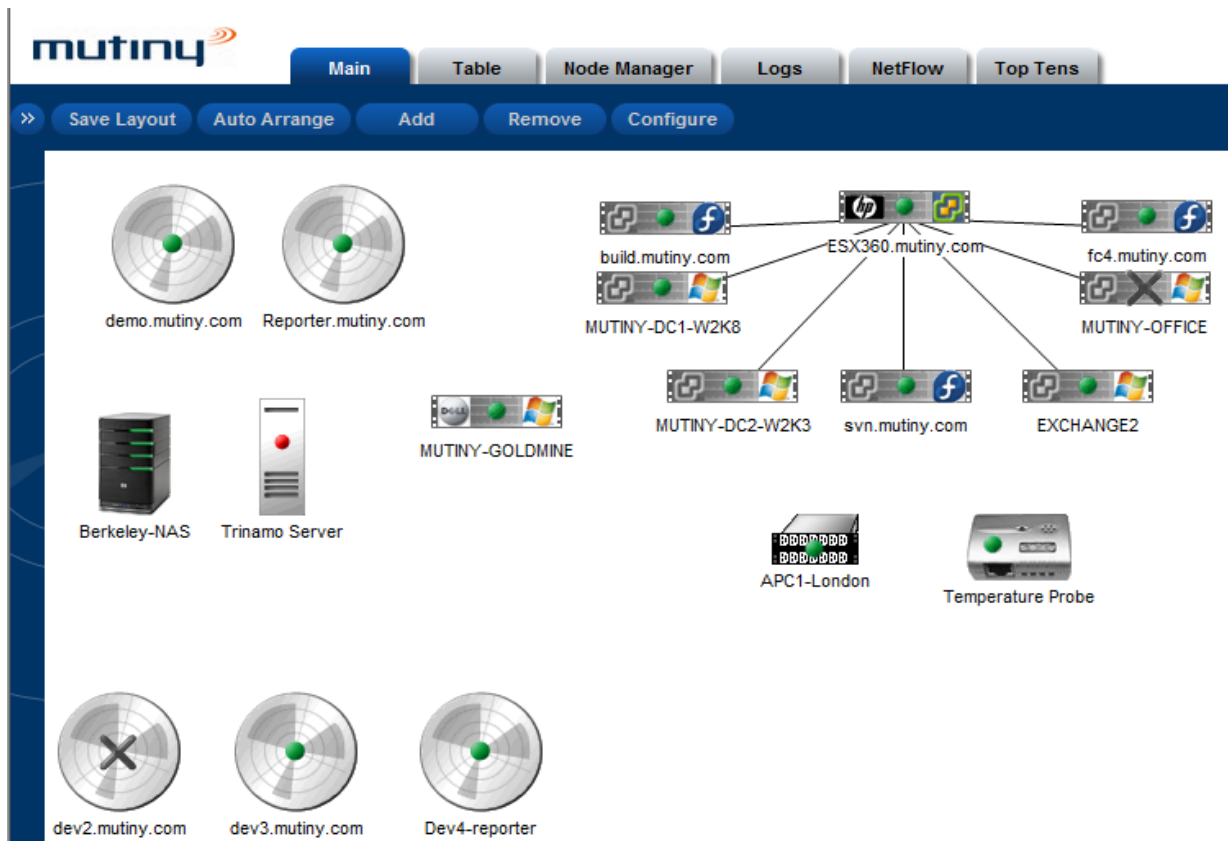 mutiny
Main Table Node Manager Logs NetFlow Top Tens
» Save Layout Auto Arrange Add Remove Configure
demo.mutiny.com
Reporter.mutiny.com
hp
ESX360.mutiny.com
build.mutiny.com
fc4.mutiny.com
MUTINY-DC1-W2K8
MUTINY-OFFICE
MUTINY-DC2-W2K3
svn.mutiny.com
EXCHANGE2
DELL
MUTINY-GOLDMINE
Berkeley-NAS
Trinamo Server
APC1-London
Temperature Probe
dev2.mutiny.com
dev3.mutiny.com
Dev4-reporter